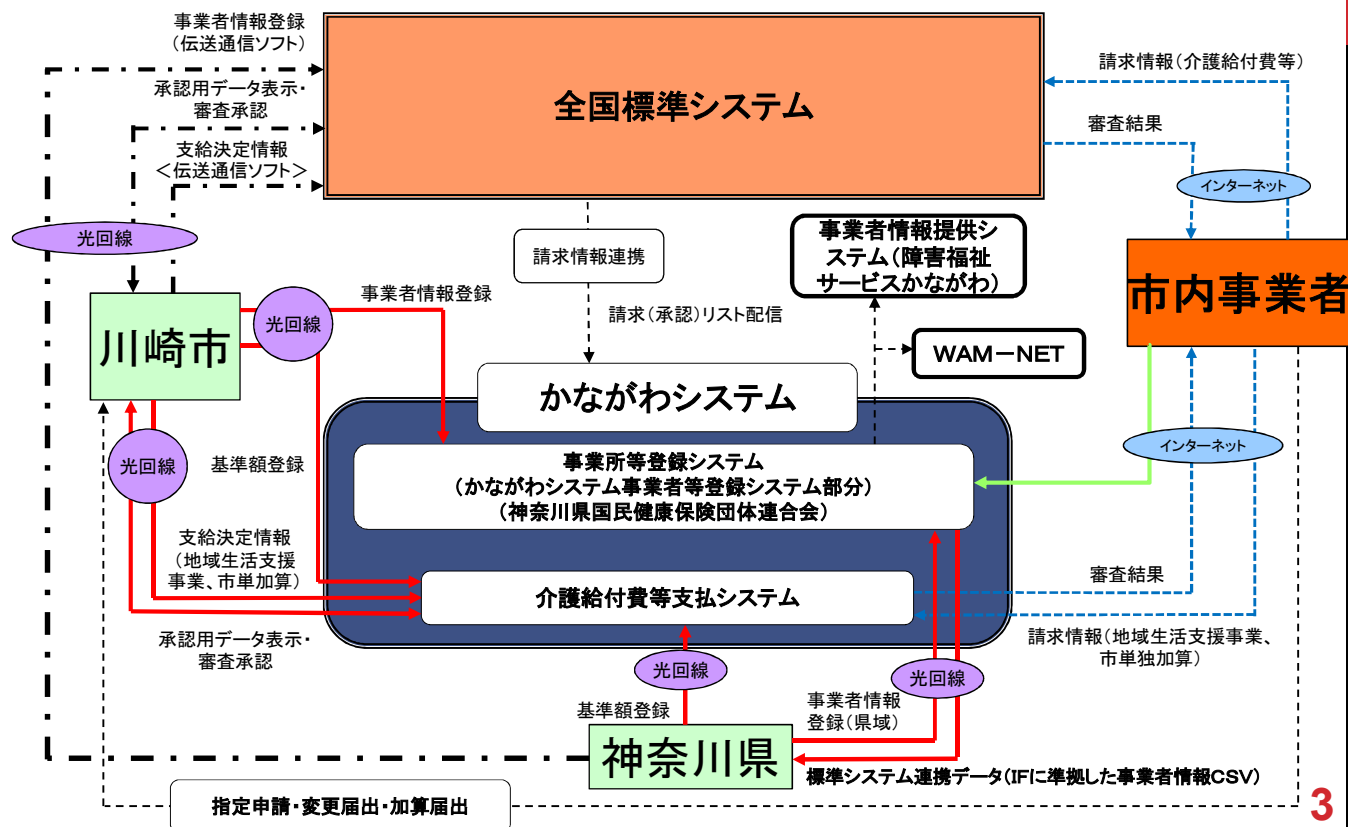 事業者情報登録
(伝送通信ソフト)
承認用データ表示・
審査承認
支給決定情報
<伝送通信ソフト>
全国標準システム
請求情報(介護給付費等)
審査結果
インターネット
光回線
請求情報連携
請求(承認)リスト配信
事業者情報提供シ
ステム(障害福祉
サービスかながわ)
WAM-NET
市内事業者
川崎市
光回線
事業者情報登録
かながわシステム
光回線
基準額登録
事業所等登録システム
(かながわシステム事業者等登録システム部分)
(神奈川県国民健康保険団体連合会)
インターネット
支給決定情報
(地域生活支援
事業、市単加算)
介護給付費等支払システム
審査結果
承認用データ表示・
審査承認
請求情報(地域生活支援事業、
市単独加算)
光回線
光回線
基準額登録
事業者情報
登録(県域)
神奈川県
標準システム連携データ(IFに準拠した事業者情報CSV)
指定申請・変更届出・加算届出
3